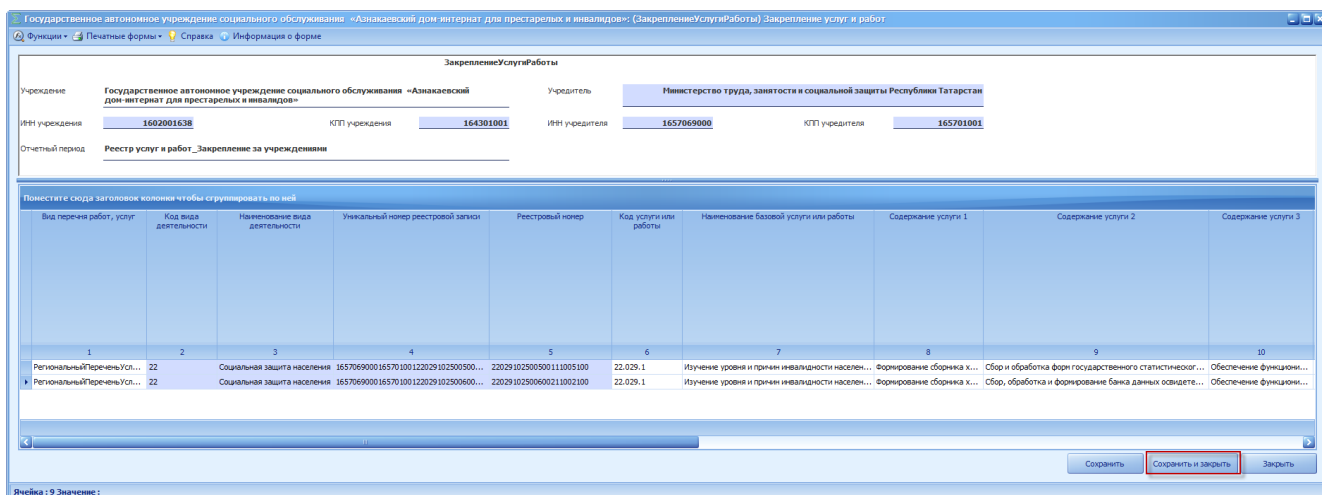 Государственное автономное учреждение социального обслуживания «Азнакаевский дом-интернат для престарелых и инвалидов»: (ЗакреплениеУслугиРаботы) Закрепление услуг и работ
Функции Печатные формы Справка Информация о форме
ЗакреплениеУслугиРаботы
Учреждение Государственное автономное учреждение социального обслуживания «Азнакаевский Учредитель Министерство труда, занятости и социальной защиты Республики Татарстан
дом-интернат для престарелых и инвалидов»
ИНН учреждения 1602001638 КПП учреждения 164301001 ИНН учредителя 1657069000 КПП учредителя 165701001
Отчетный период Реестр услуг и работ_Закрепление за учреждениями
Поместите сюда заголовок колонки чтобы сгруппировать по ней
Вид перечня работ, услуг Код вида Наименование вида Уникальный номер реестровой записи Реестровый номер Код услуги или Наименование базовой услуги или работы Содержание услуги 1 Содержание услуги 2 Содержание услуги 3
деятельности деятельности работы
1 2 3 4 5 6 7 8 9 10
РегиональныйПереченьУсл... 22 Социальная защита населения 16570690001657010012202910250050​0... 22029102500500111005100 22.029.1 Изучение уровня и причин инвалидности населен... Формирование сборника х... Сбор и обработка форм государственного статистическог... Обеспечение функциони...
РегиональныйПереченьУсл... 22 Социальная защита населения 165706900016570100122029102500600... 22029102500600211002100 22.029.1 Изучение уровня и причин инвалидности населен... Формирование сборника х... Сбор, обработка и формирование банка данных освидете... Обеспечение функциони...
Сохранить Сохранить и закрыть Закрыть
Ячейка : 9 Значение :